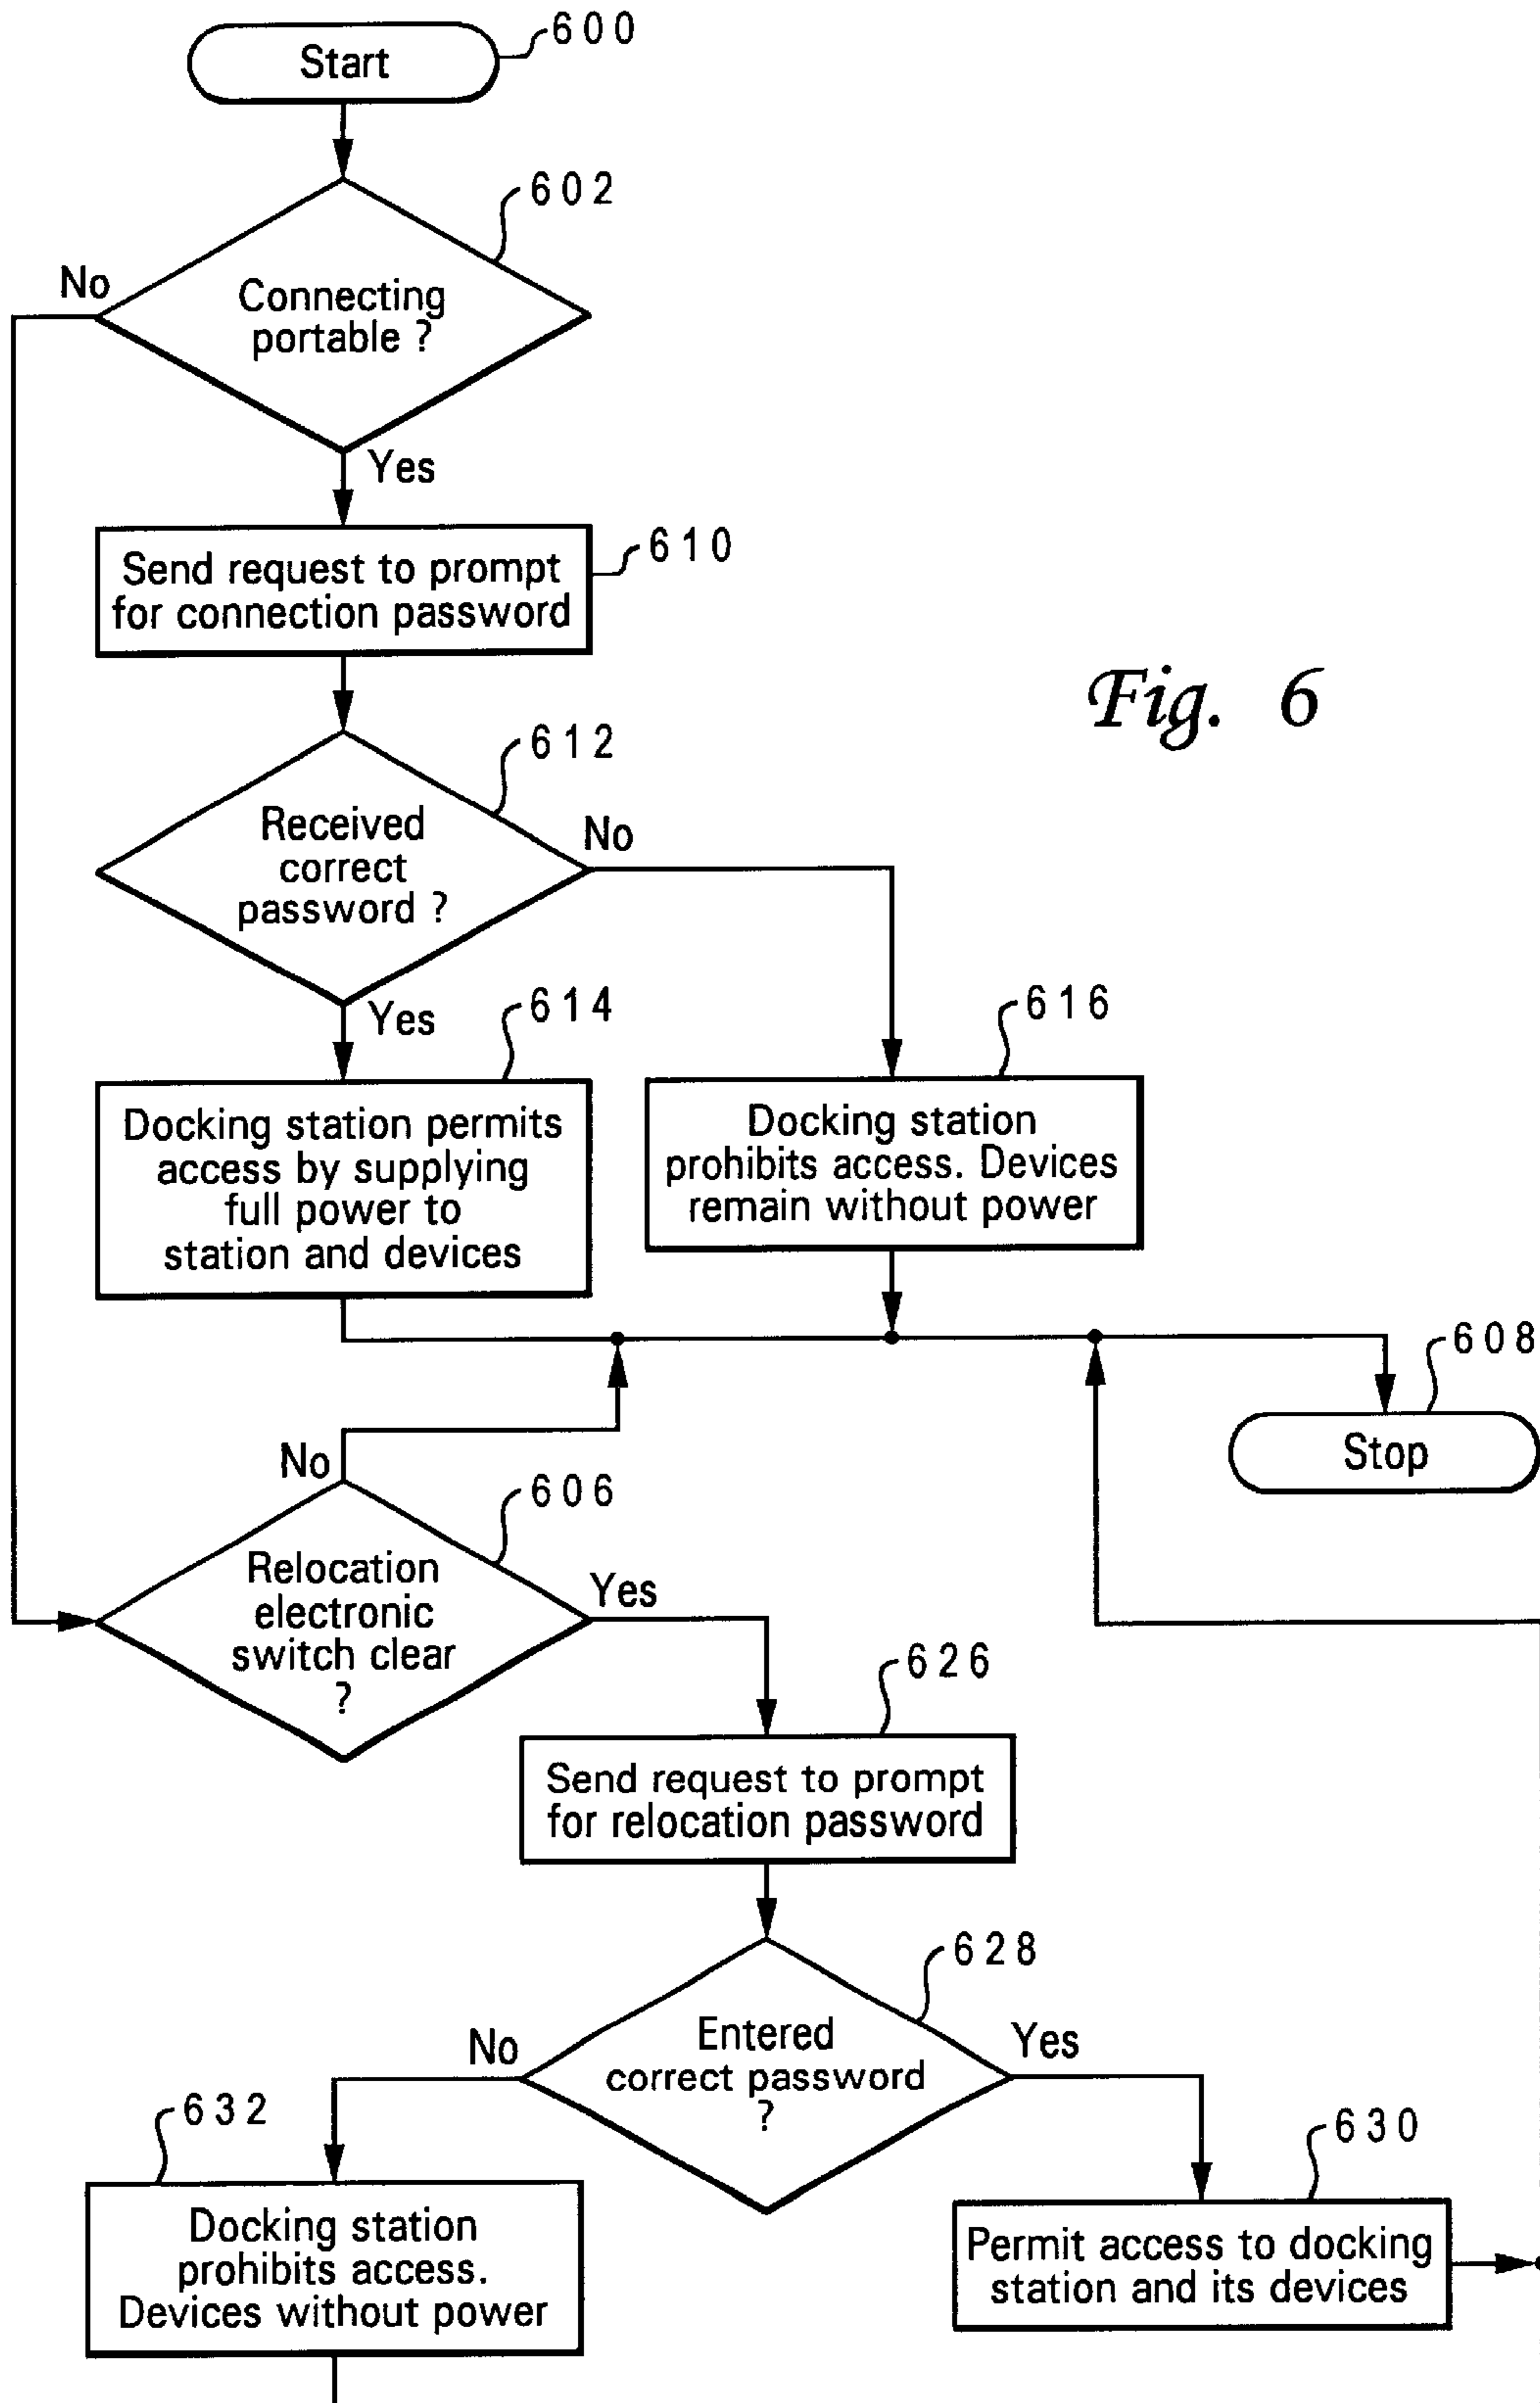 Start
600
602
No
Connecting
portable ?
Yes
610
Send request to prompt
for connection password
Fig. 6
612
Received
correct
password ?
No
Yes
614
616
Docking station permits
access by supplying
full power to
station and devices
Docking station
prohibits access. Devices
remain without power
608
Stop
No
606
Relocation
electronic
switch clear
?
Yes
626
Send request to prompt
for relocation password
628
Entered
correct password
?
No
Yes
632
630
Docking station
prohibits access.
Devices without power
Permit access to docking
station and its devices